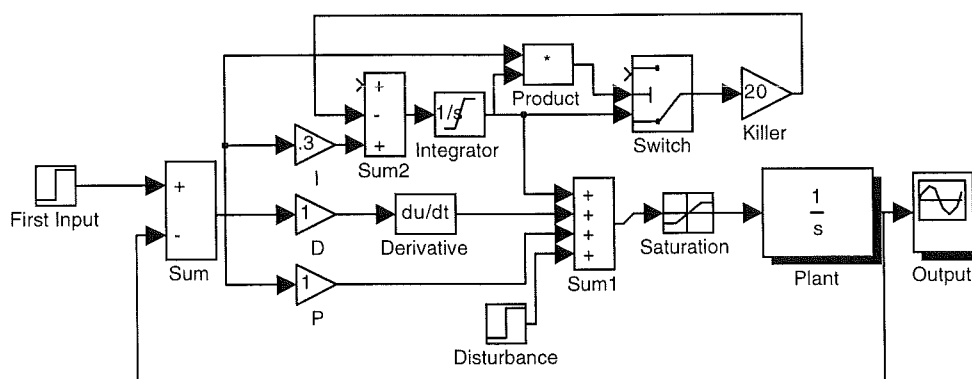 *
Product
+
-
+
Sum2
1/s
Integrator
Switch
20
Killer
.3
I
First Input
+
-
Sum
1
D
du/dt
Derivative
1
P
+
+
+
+
Sum1
Disturbance
Saturation
1
s
Plant
Output